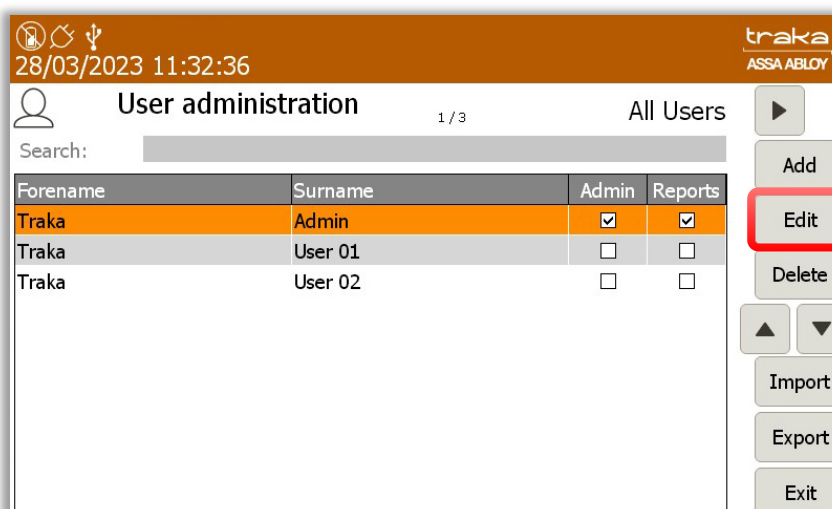 traka
28/03/2023 11:32:36
ASSA ABLOY
User administration 1/3 All Users
Search:
Add
Forename Surname Admin Reports
Traka Admin
Edit
Traka User 01
Traka User 02
Delete
Import
Export
Exit